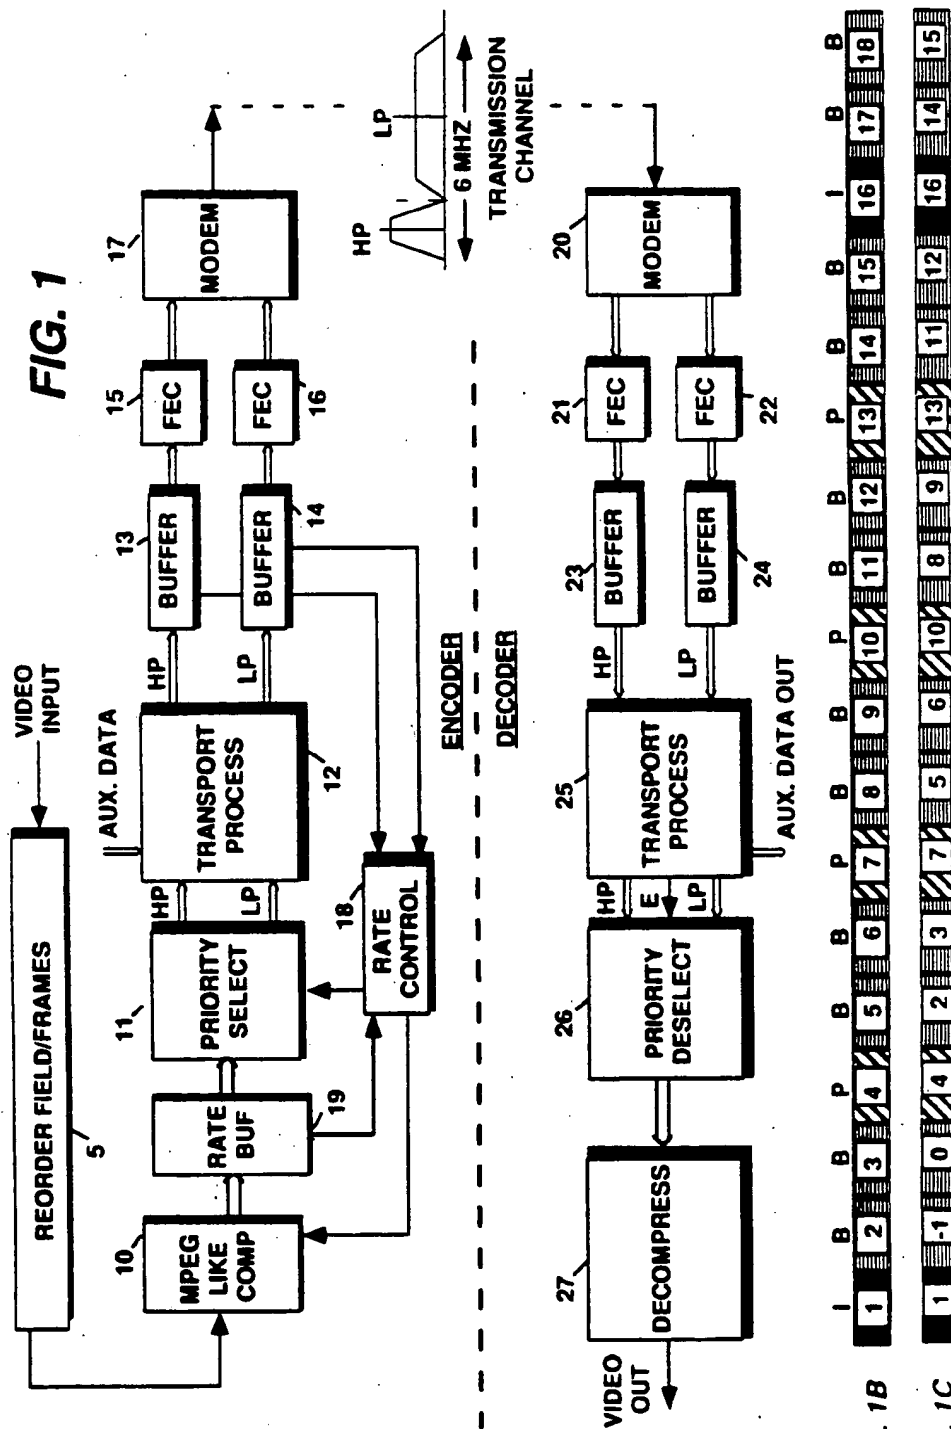 FIG. 1
VIDEO
INPUT
REORDER FIELD/FRAMES
5
AUX. DATA
10
MPEG
LIKE
COMP
RATE
BUF
19
11
PRIORITY
SELECT
HP
LP
TRANSPORT
PROCESS
12
HP
LP
13
BUFFER
BUFFER
14
15
FEC
FEC
16
17
MODEM
18
RATE
CONTROL
HP
LP
6 MHZ
TRANSMISSION
CHANNEL
ENCODER
DECODER
VIDEO
OUT
27
DECOMPRESS
26
PRIORITY
DESELECT
HP
E
LP
25
TRANSPORT
PROCESS
AUX. DATA OUT
HP
LP
23
BUFFER
BUFFER
24
21
FEC
FEC
22
20
MODEM
I B B P B B P B B P B B P B B I B B
. 1B 1 2 3 4 5 6 7 8 9 10 11 12 13 14 15 16 17 18
. 1C 1 -1 0 4 2 3 7 5 6 10 8 9 13 11 12 16 14 15